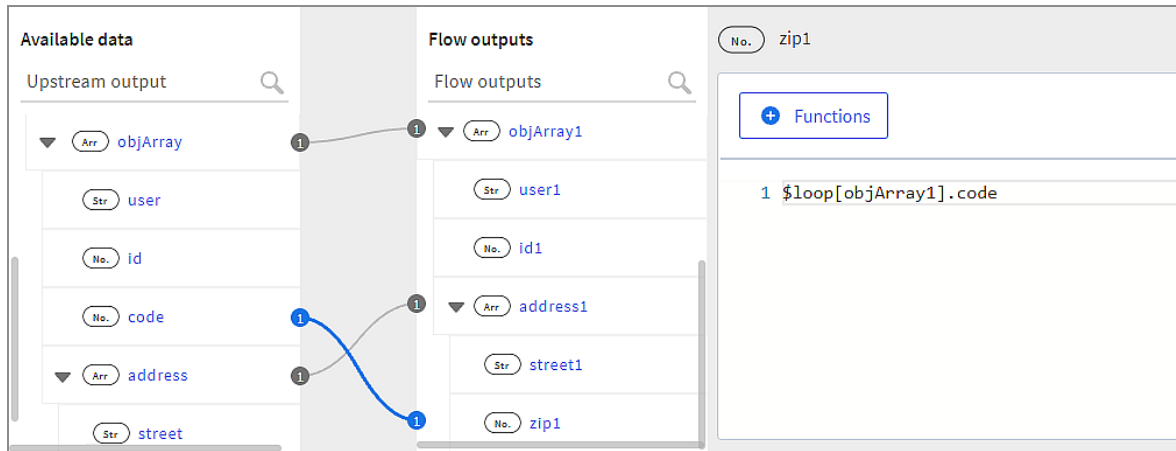 Available data
Upstream output
Arr objArray 1
Str user
No. id
No. code 1
Arr address 1
Str street
Flow outputs
Flow outputs
1 Arr objArray1
Str user1
No. id1
1 Arr address1
Str street1
1 No. zip1
No. zip1
Functions
1 $loop[objArray1].code